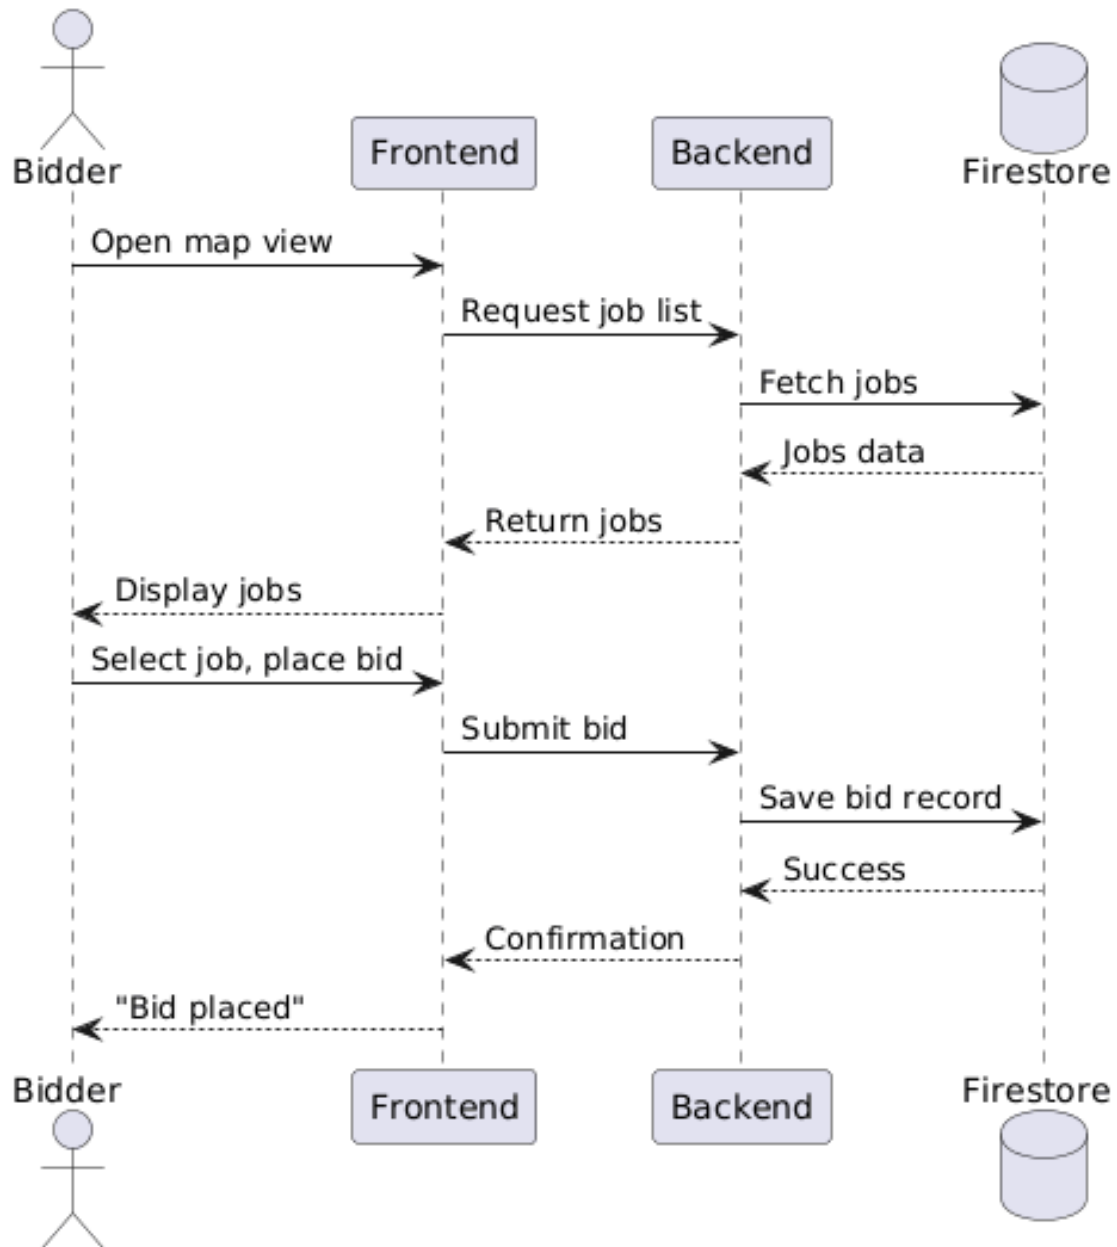 Bidder
Frontend
Backend
Firestore
Open map view
Request job list
Fetch jobs
Jobs data
Return jobs
Display jobs
Select job, place bid
Submit bid
Save bid record
Success
Confirmation
"Bid placed"
Bidder
Frontend
Backend
Firestore